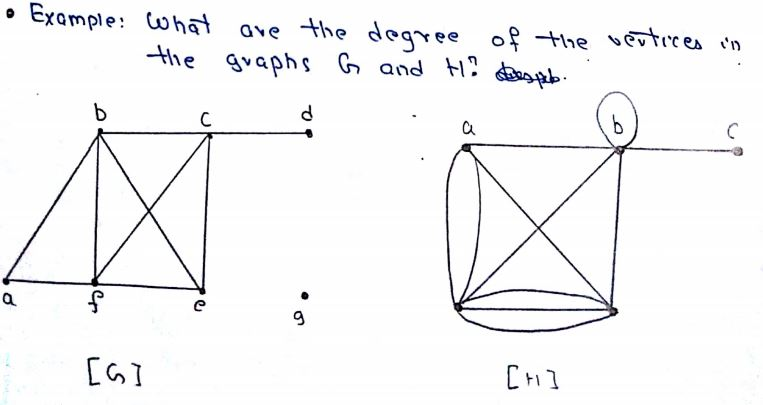 • Example: What are the degree of the vertices in
the graphs G and H?
b c d
a b c
a f e g
[G] [H]